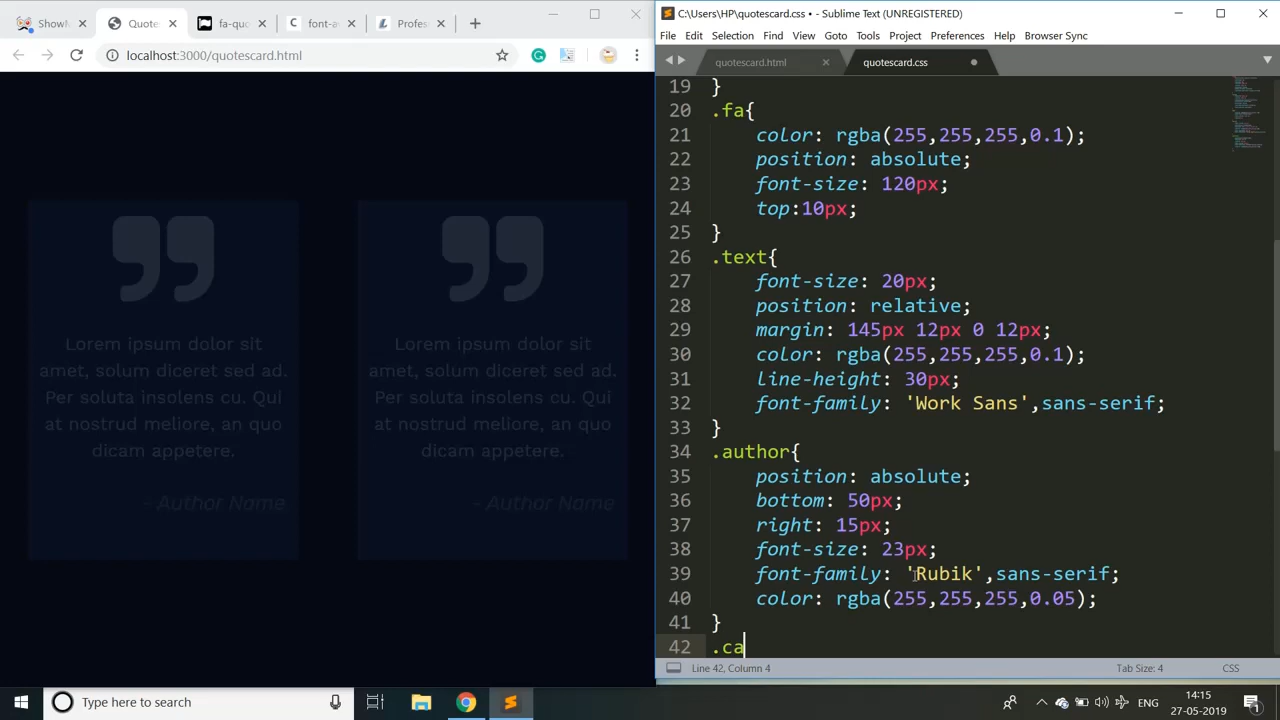 ShowM
Quote
fa-qu
font-av
Profes
localhost:3000/quotescard.html
Lorem ipsum dolor sit
amet, solum diceret sed ad.
Per soluta insolens cu. Qui
at nostrud meliore, an quo
dicam appetere.
- Author Name
Lorem ipsum dolor sit
amet, solum diceret sed ad.
Per soluta insolens cu. Qui
at nostrud meliore, an quo
dicam appetere.
- Author Name
C:\Users\HP\quotescard.css • - Sublime Text (UNREGISTERED)
File Edit Selection Find View Goto Tools Project Preferences Help Browser Sync
quotescard.html
quotescard.css
19 }
20 .fa{
21 color: rgba(255,255,255,0.1);
22 position: absolute;
23 font-size: 120px;
24 top:10px;
25 }
26 .text{
27 font-size: 20px;
28 position: relative;
29 margin: 145px 12px 0 12px;
30 color: rgba(255,255,255,0.1);
31 line-height: 30px;
32 font-family: 'Work Sans',sans-serif;
33 }
34 .author{
35 position: absolute;
36 bottom: 50px;
37 right: 15px;
38 font-size: 23px;
39 font-family: 'Rubik',sans-serif;
40 color: rgba(255,255,255,0.05);
41 }
42 .ca
Line 42, Column 4
Tab Size: 4
CSS
Type here to search
ENG
14:15
27-05-2019